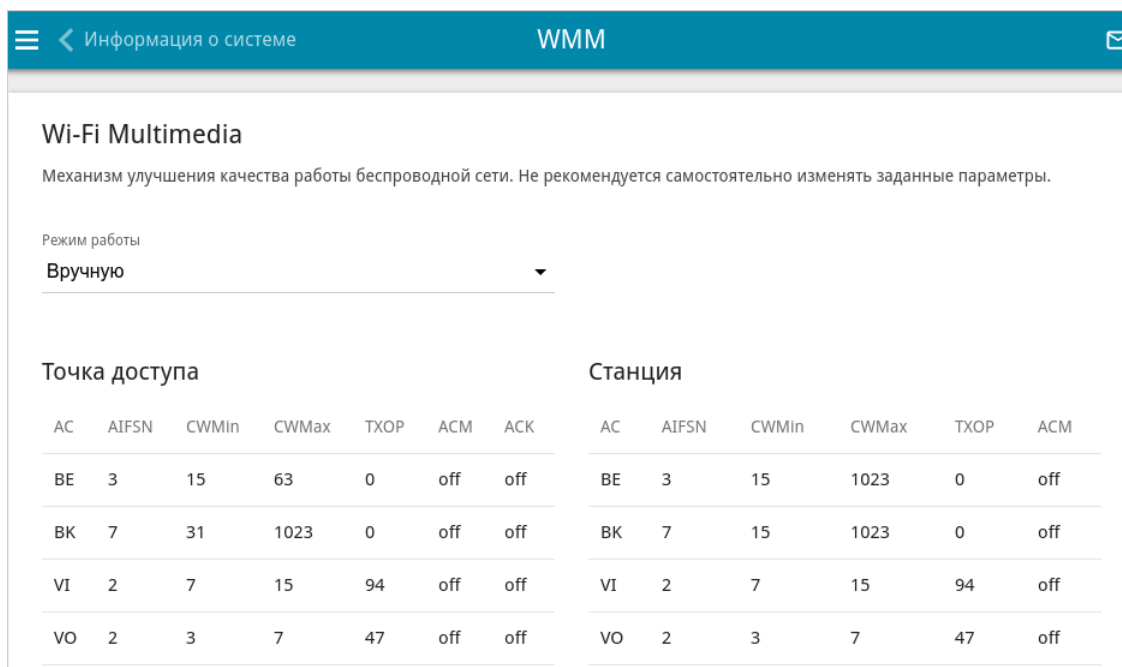 Информация о системе WMM
Wi-Fi Multimedia
Механизм улучшения качества работы беспроводной сети. Не рекомендуется самостоятельно изменять заданные параметры.
Режим работы
Вручную
Точка доступа
AC AIFSN CWMin CWMax TXOP ACM ACK
BE 3 15 63 0 off off
BK 7 31 1023 0 off off
VI 2 7 15 94 off off
VO 2 3 7 47 off off
Станция
AC AIFSN CWMin CWMax TXOP ACM
BE 3 15 1023 0 off
BK 7 15 1023 0 off
VI 2 7 15 94 off
VO 2 3 7 47 off